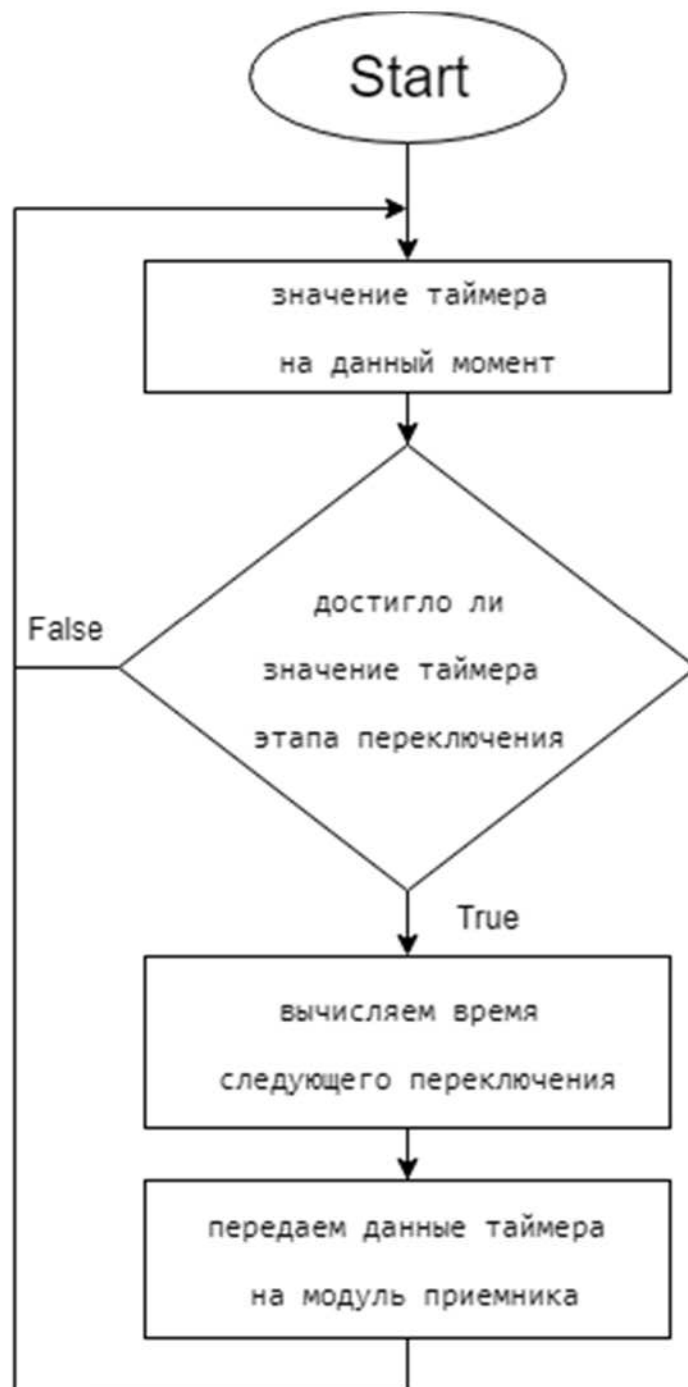 Start
значение таймера
на данный момент
достигло ли
значение таймера
этапа переключения
False
True
вычисляем время
следующего переключения
передаем данные таймера
на модуль приемника